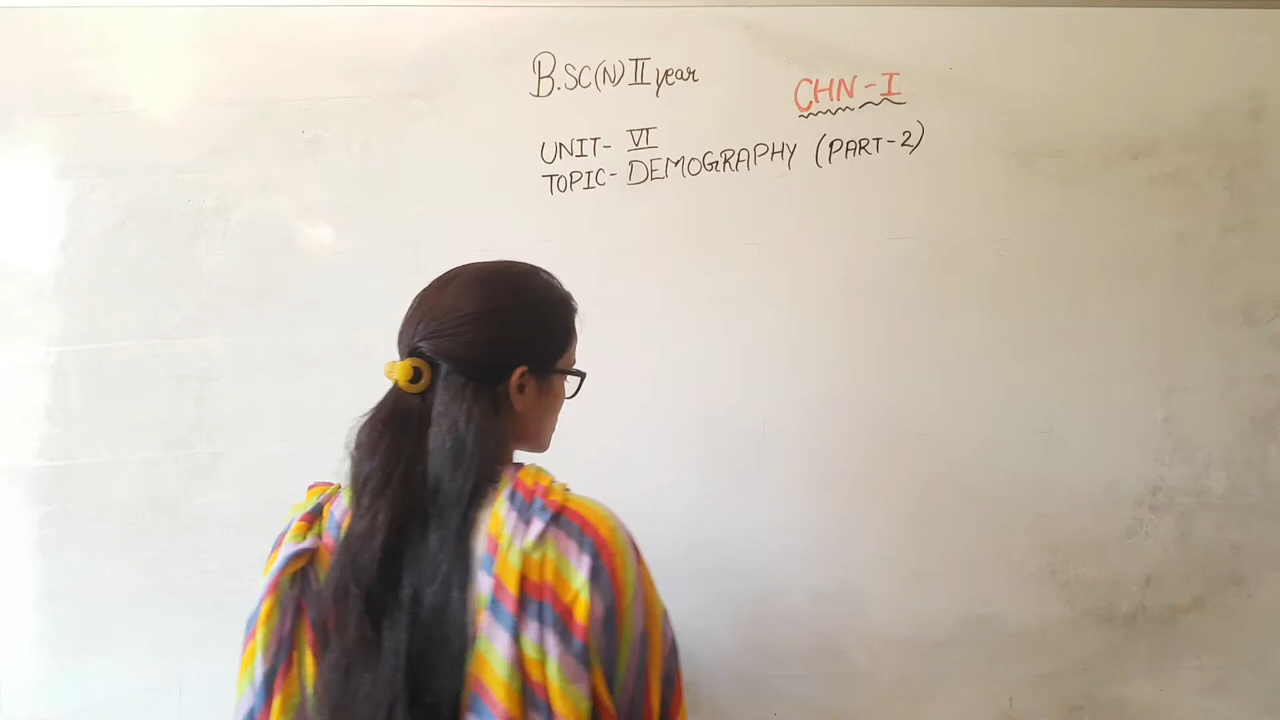 B.SC(N) II year
CHN-I
UNIT- VI
TOPIC- DEMOGRAPHY (PART-2)